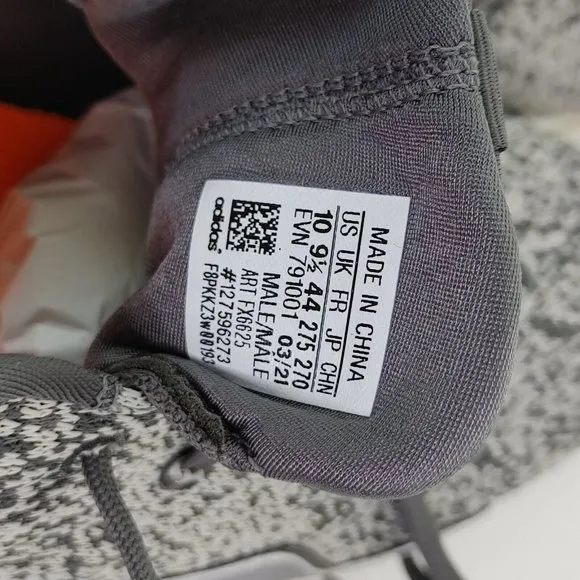 MADE IN CHINA
US UK FR JP CHN
10 9½ 44 275 270
EVN 791001 03/21
MALE/MALE
ART FX6625
#127596273
adidas